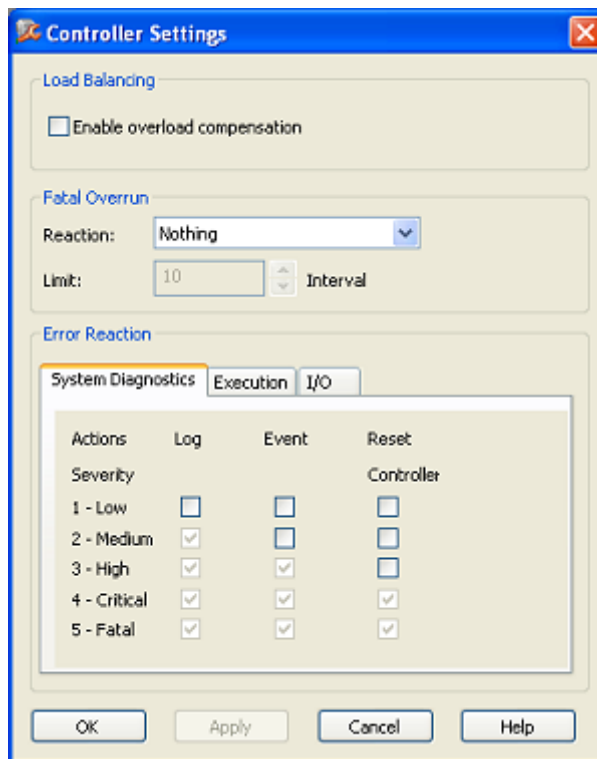 Controller Settings
Load Balancing
Enable overload compensation
Fatal Overrun
Reaction: Nothing
Limit: 10 Interval
Error Reaction
System Diagnostics Execution I/O
Actions Log Event Reset
Severity Controller
1 - Low
2 - Medium
3 - High
4 - Critical
5 - Fatal
OK Apply Cancel Help